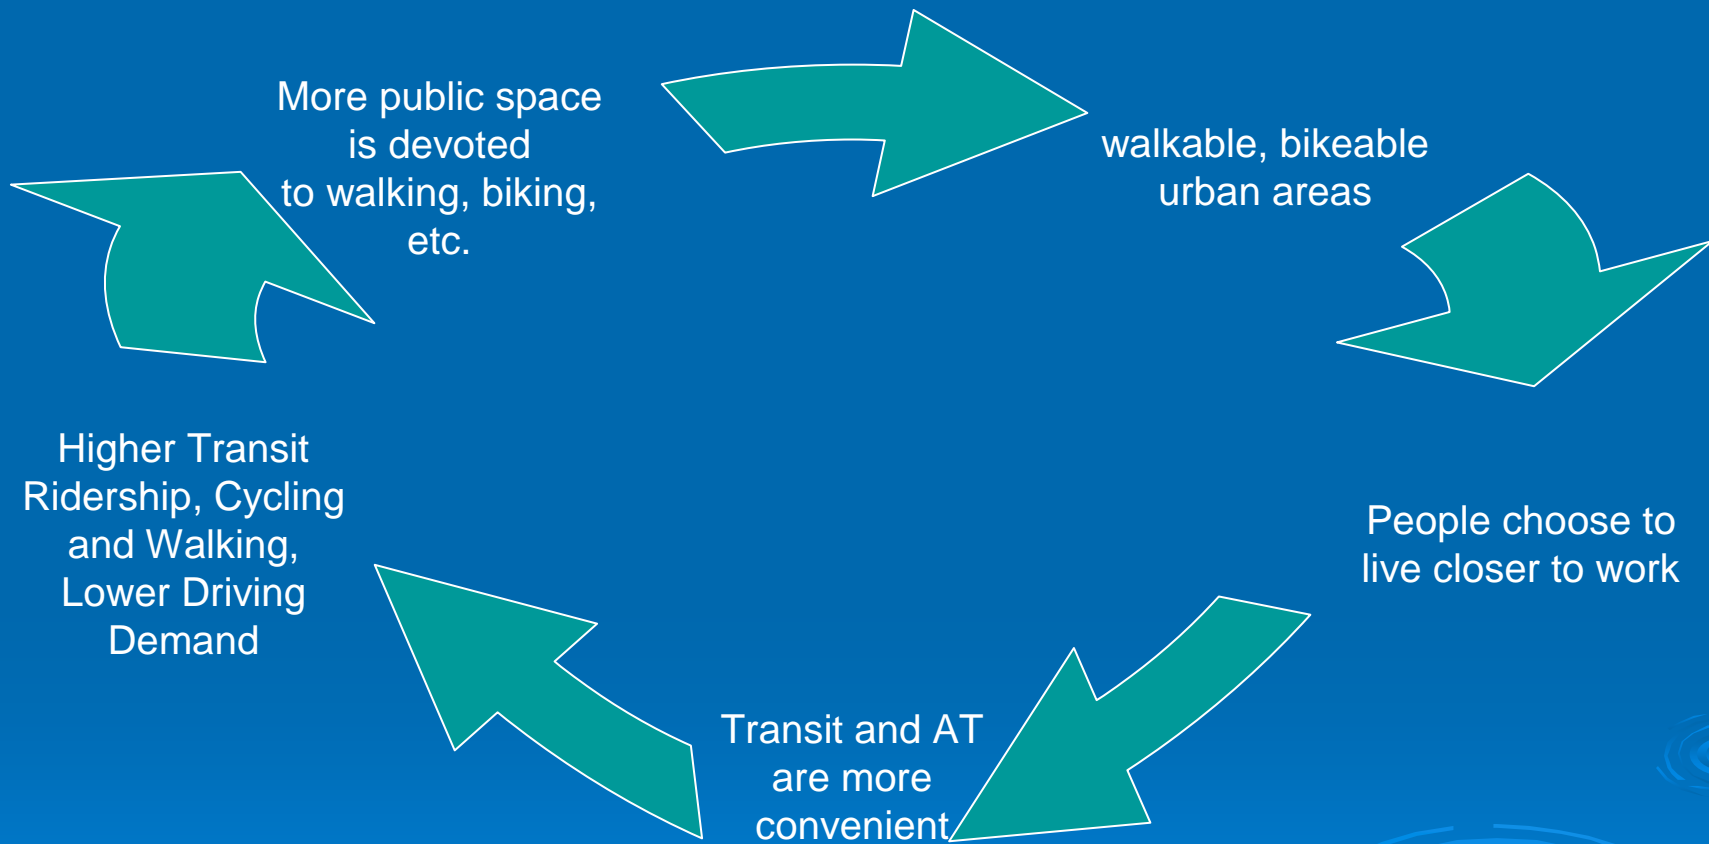 More public space
is devoted
to walking, biking,
etc.
walkable, bikeable
urban areas
People choose to
live closer to work
Transit and AT
are more
convenient
Higher Transit
Ridership, Cycling
and Walking,
Lower Driving
Demand